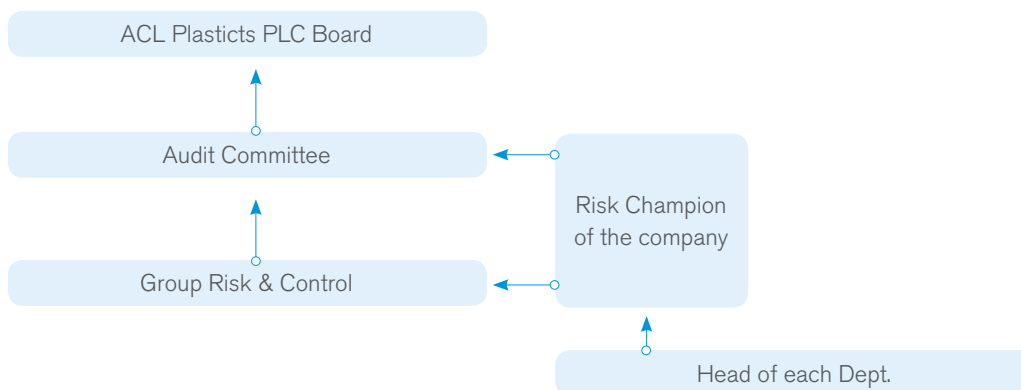 ACL Plasticts PLC Board
Audit Committee
Risk Champion
of the company
Group Risk & Control
Head of each Dept.